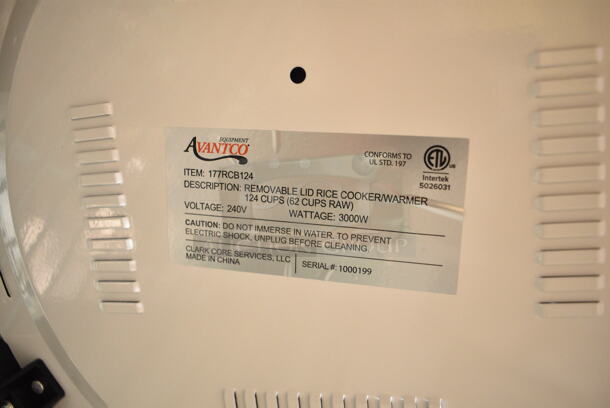 EQUIPMENT
AVANTCO
CONFORMS TO
UL STD. 197
ETL
US
Intertek
5026031
ITEM: 177RCB124
DESCRIPTION: REMOVABLE LID RICE COOKER/WARMER
124 CUPS (62 CUPS RAW)
VOLTAGE: 240V WATTAGE: 3000W
CAUTION: DO NOT IMMERSE IN WATER. TO PREVENT
ELECTRIC SHOCK, UNPLUG BEFORE CLEANING.
CLARK CORE SERVICES, LLC
MADE IN CHINA
SERIAL #: 1000199